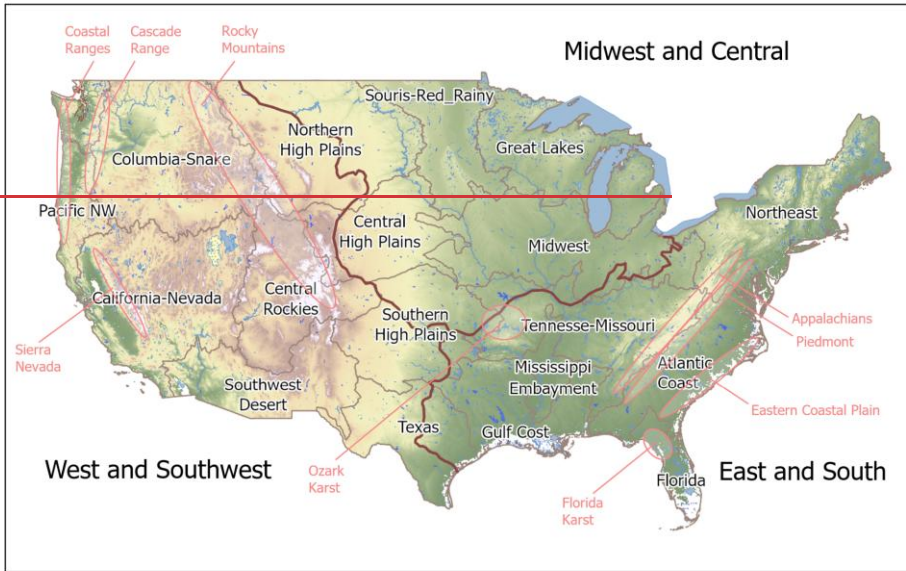 Coastal
Ranges
Cascade
Range
Rocky
Mountains
Midwest and Central
Souris-Red_Rainy
Northern
High Plains
Great Lakes
Columbia-Snake
Pacific NW
Northeast
Central
High Plains
Midwest
California-Nevada
Central
Rockies
Southern
High Plains
Tennesse-Missouri
Appalachians
Piedmont
Sierra
Nevada
Mississippi
Embayment
Atlantic
Coast
Southwest
Desert
Eastern Coastal Plain
Texas
Gulf Cost
West and Southwest
Ozark
Karst
Florida
Karst
Florida
East and South